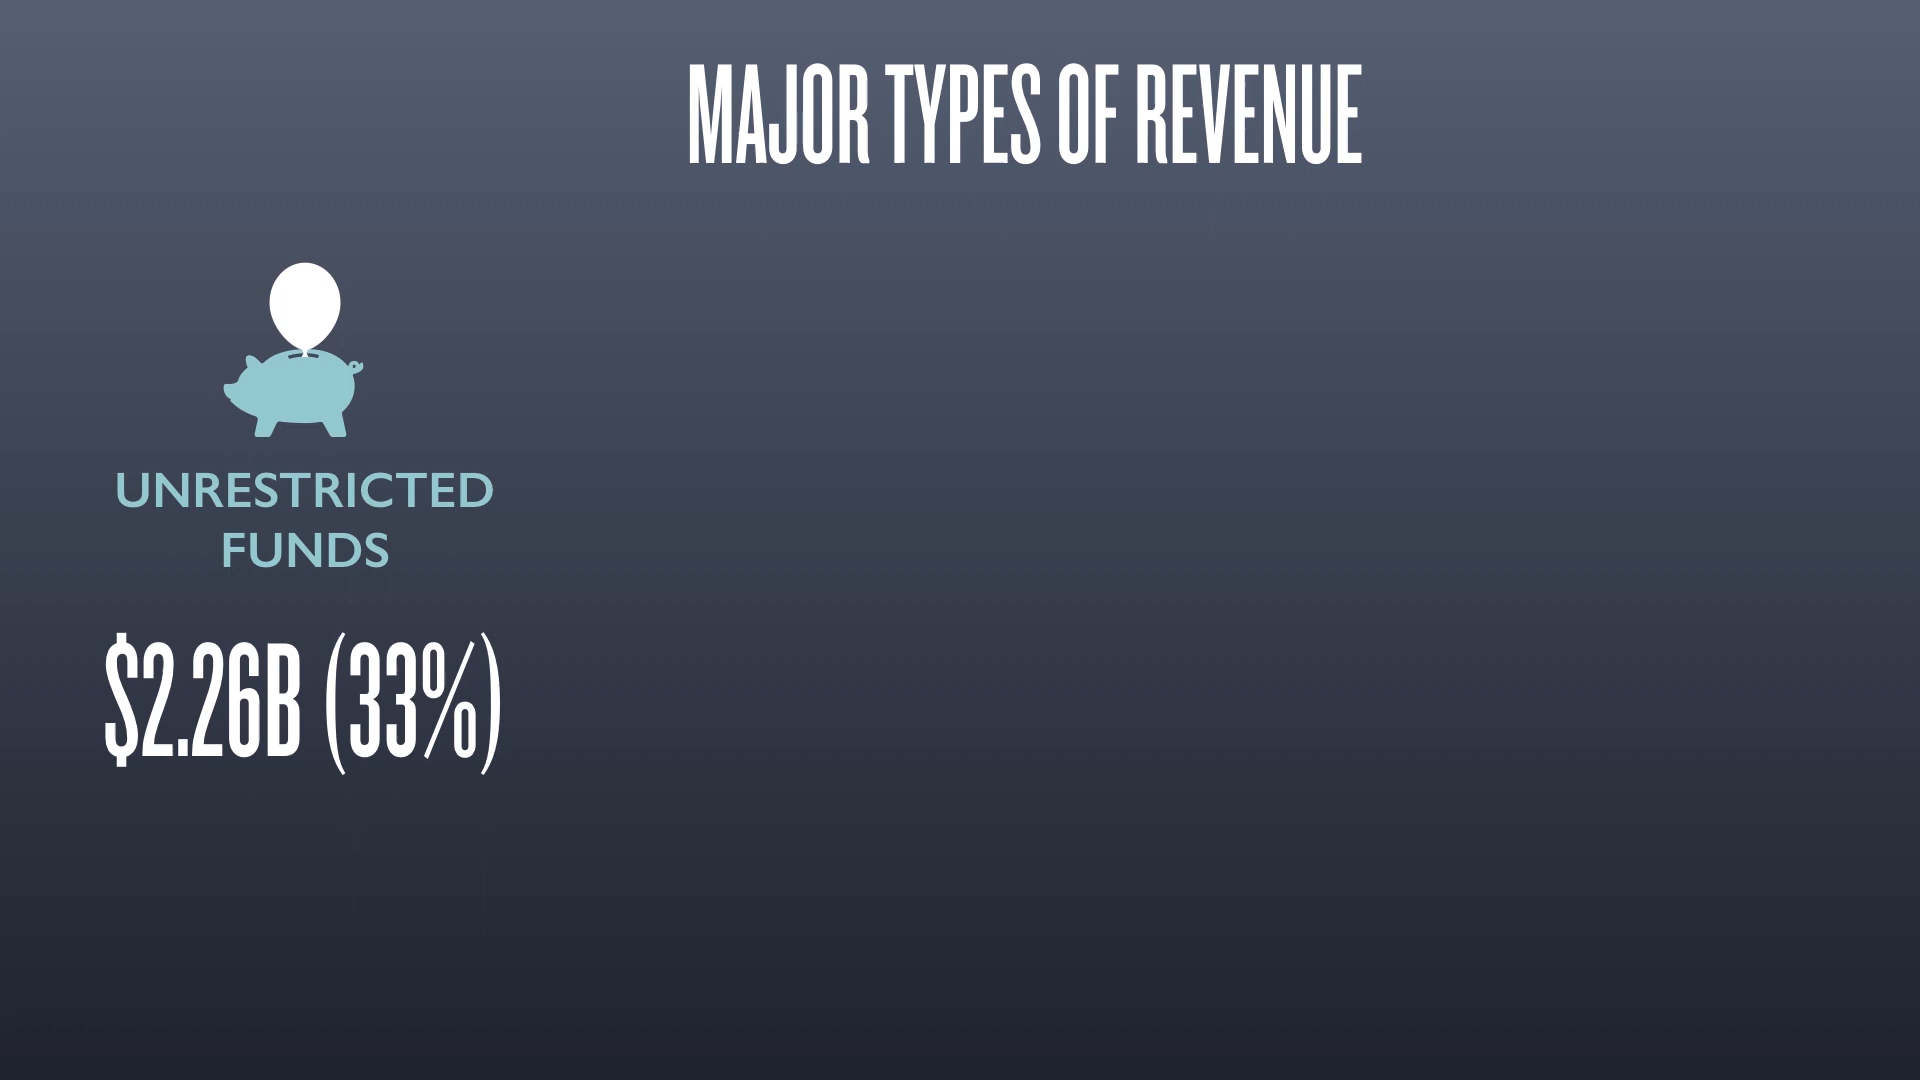 MAJOR TYPES OF REVENUE
UNRESTRICTED
FUNDS
$2.26B (33%)